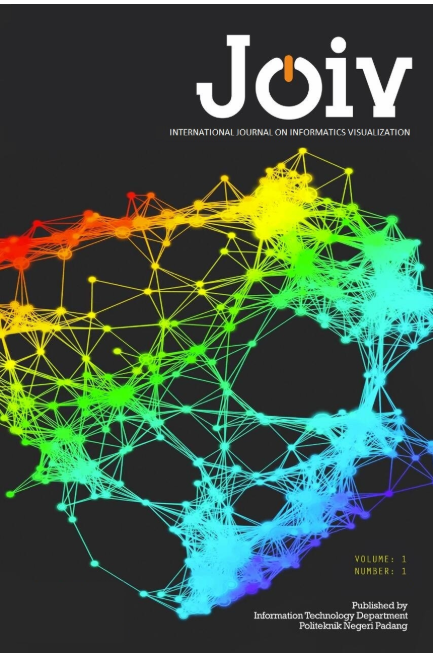 Joiv
INTERNATIONAL JOURNAL ON INFORMATICS VISUALIZATION
VOLUME: 1
NUMBER: 1
Published by
Information Technology Department
Politeknik Negeri Padang